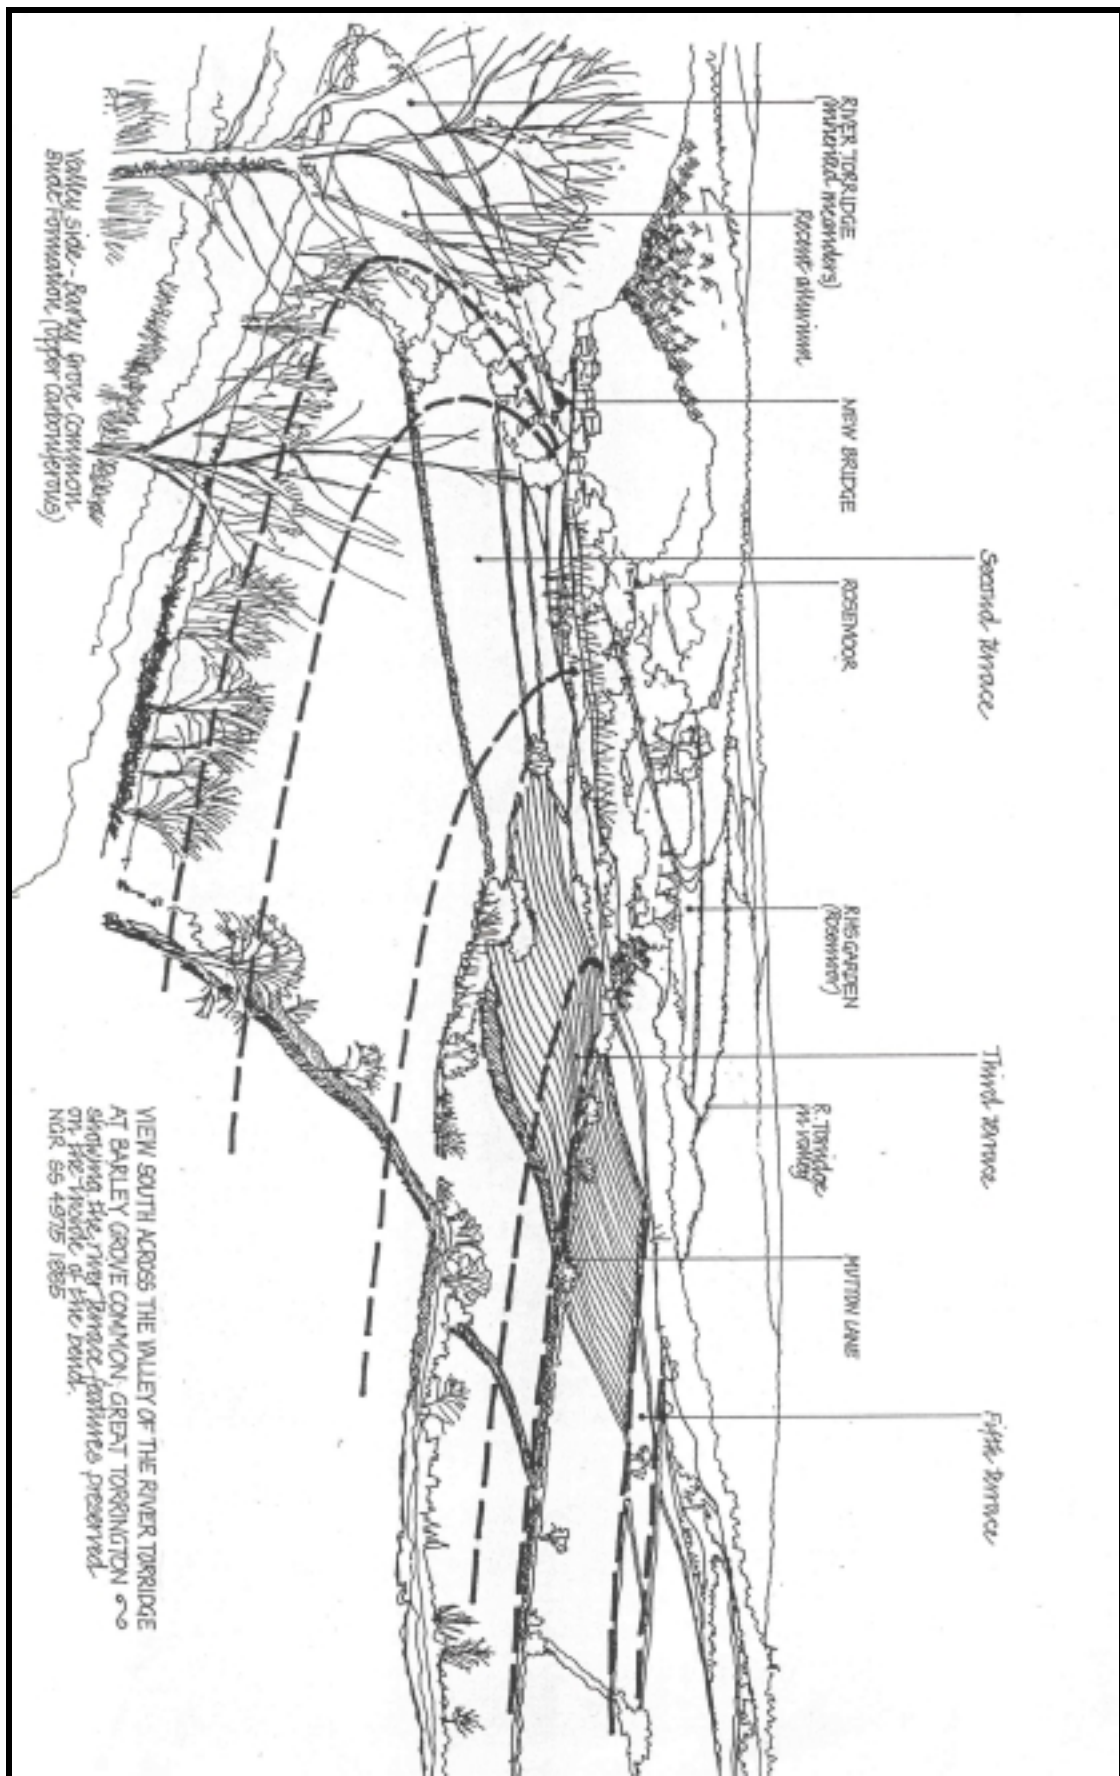 Second terrace
Third terrace
Fifth terrace
RIVER TORRIDGE
(inherited meanders)
Recent alluvium
NEW BRIDGE
ROSEMOOR
RHS GARDEN
(Rosemoor)
R. Torridge
in valley
MUTTON LANE
P.T.
Valley side - Barley Grove Common
Bude Formation (Upper Carboniferous)
VIEW SOUTH ACROSS THE VALLEY OF THE RIVER TORRIDGE
AT BARLEY GROVE COMMON, GREAT TORRINGTON
showing the river terrace features preserved
on the inside of the bend.
NGR SS 4975